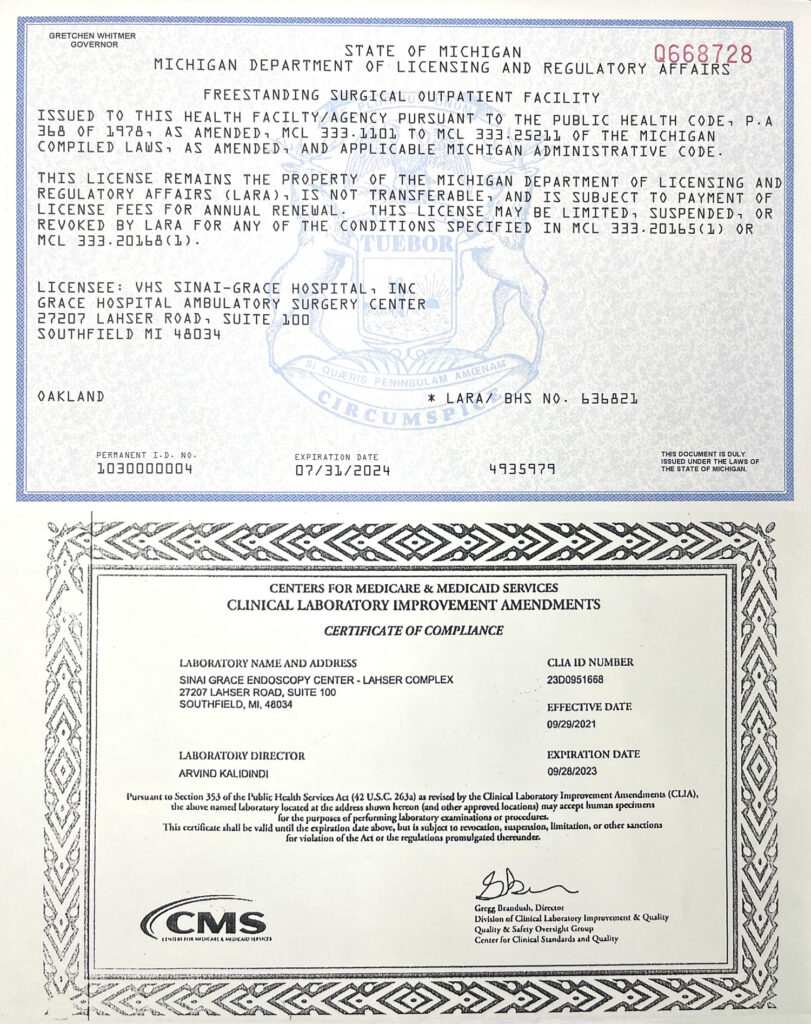 GRETCHEN WHITMER
GOVERNOR
STATE OF MICHIGAN
Q668728
MICHIGAN DEPARTMENT OF LICENSING AND REGULATORY AFFAIRS
FREESTANDING SURGICAL OUTPATIENT FACILITY
ISSUED TO THIS HEALTH FACILTY/AGENCY PURSUANT TO THE PUBLIC HEALTH CODE, P.A
368 OF 1978, AS AMENDED, MCL 333.1101 TO MCL 333.25211 OF THE MICHIGAN
COMPILED LAWS, AS AMENDED, AND APPLICABLE MICHIGAN ADMINISTRATIVE CODE.
THIS LICENSE REMAINS THE PROPERTY OF THE MICHIGAN DEPARTMENT OF LICENSING AND
REGULATORY AFFAIRS (LARA), IS NOT TRANSFERABLE, AND IS SUBJECT TO PAYMENT OF
LICENSE FEES FOR ANNUAL RENEWAL. THIS LICENSE MAY BE LIMITED, SUSPENDED, OR
REVOKED BY LARA FOR ANY OF THE CONDITIONS SPECIFIED IN MCL 333.20165(1) OR
MCL 333.20168(1).
TUEBOR
LICENSEE: VHS SINAI-GRACE HOSPITAL, INC
GRACE HOSPITAL AMBULATORY SURGERY CENTER
27207 LAHSER ROAD, SUITE 100
SOUTHFIELD MI 48034
SI QUÆRIS PENINSULAM AMŒNAM
CIRCUMSPICE
OAKLAND
* LARA/ BHS NO. 636821
PERMANENT I.D. NO.
1030000004
EXPIRATION DATE
07/31/2024
4935979
THIS DOCUMENT IS DULY
ISSUED UNDER THE LAWS OF
THE STATE OF MICHIGAN.
CENTERS FOR MEDICARE & MEDICAID SERVICES
CLINICAL LABORATORY IMPROVEMENT AMENDMENTS
CERTIFICATE OF COMPLIANCE
LABORATORY NAME AND ADDRESS
SINAI GRACE ENDOSCOPY CENTER - LAHSER COMPLEX
27207 LAHSER ROAD, SUITE 100
SOUTHFIELD, MI, 48034
CLIA ID NUMBER
23D0951668
EFFECTIVE DATE
09/29/2021
LABORATORY DIRECTOR
ARVIND KALIDINDI
EXPIRATION DATE
09/28/2023
Pursuant to Section 353 of the Public Health Services Act (42 U.S.C. 263a) as revised by the Clinical Laboratory Improvement Amendments (CLIA),
the above named laboratory located at the address shown hereon (and other approved locations) may accept human specimens
for the purposes of performing laboratory examinations or procedures.
This certificate shall be valid until the expiration date above, but is subject to revocation, suspension, limitation, or other sanctions
for violation of the Act or the regulations promulgated thereunder.
CMS
CENTERS FOR MEDICARE & MEDICAID SERVICES
Gregg Brandush, Director
Division of Clinical Laboratory Improvement & Quality
Quality & Safety Oversight Group
Center for Clinical Standards and Quality